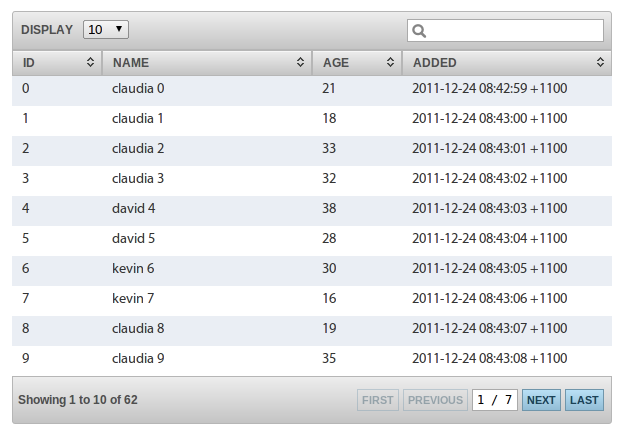 DISPLAY 10
ID NAME AGE ADDED
0 claudia 0 21 2011-12-24 08:42:59 +1100
1 claudia 1 18 2011-12-24 08:43:00 +1100
2 claudia 2 33 2011-12-24 08:43:01 +1100
3 claudia 3 32 2011-12-24 08:43:02 +1100
4 david 4 38 2011-12-24 08:43:03 +1100
5 david 5 28 2011-12-24 08:43:04 +1100
6 kevin 6 30 2011-12-24 08:43:05 +1100
7 kevin 7 16 2011-12-24 08:43:06 +1100
8 claudia 8 19 2011-12-24 08:43:07 +1100
9 claudia 9 35 2011-12-24 08:43:08 +1100
Showing 1 to 10 of 62 FIRST PREVIOUS 1 / 7 NEXT LAST